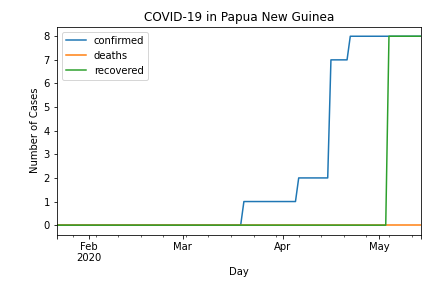 COVID-19 in Papua New Guinea
confirmed
deaths
recovered
8
7
6
5
4
3
2
1
0
Number of Cases
Feb
2020
Mar
Apr
May
Day